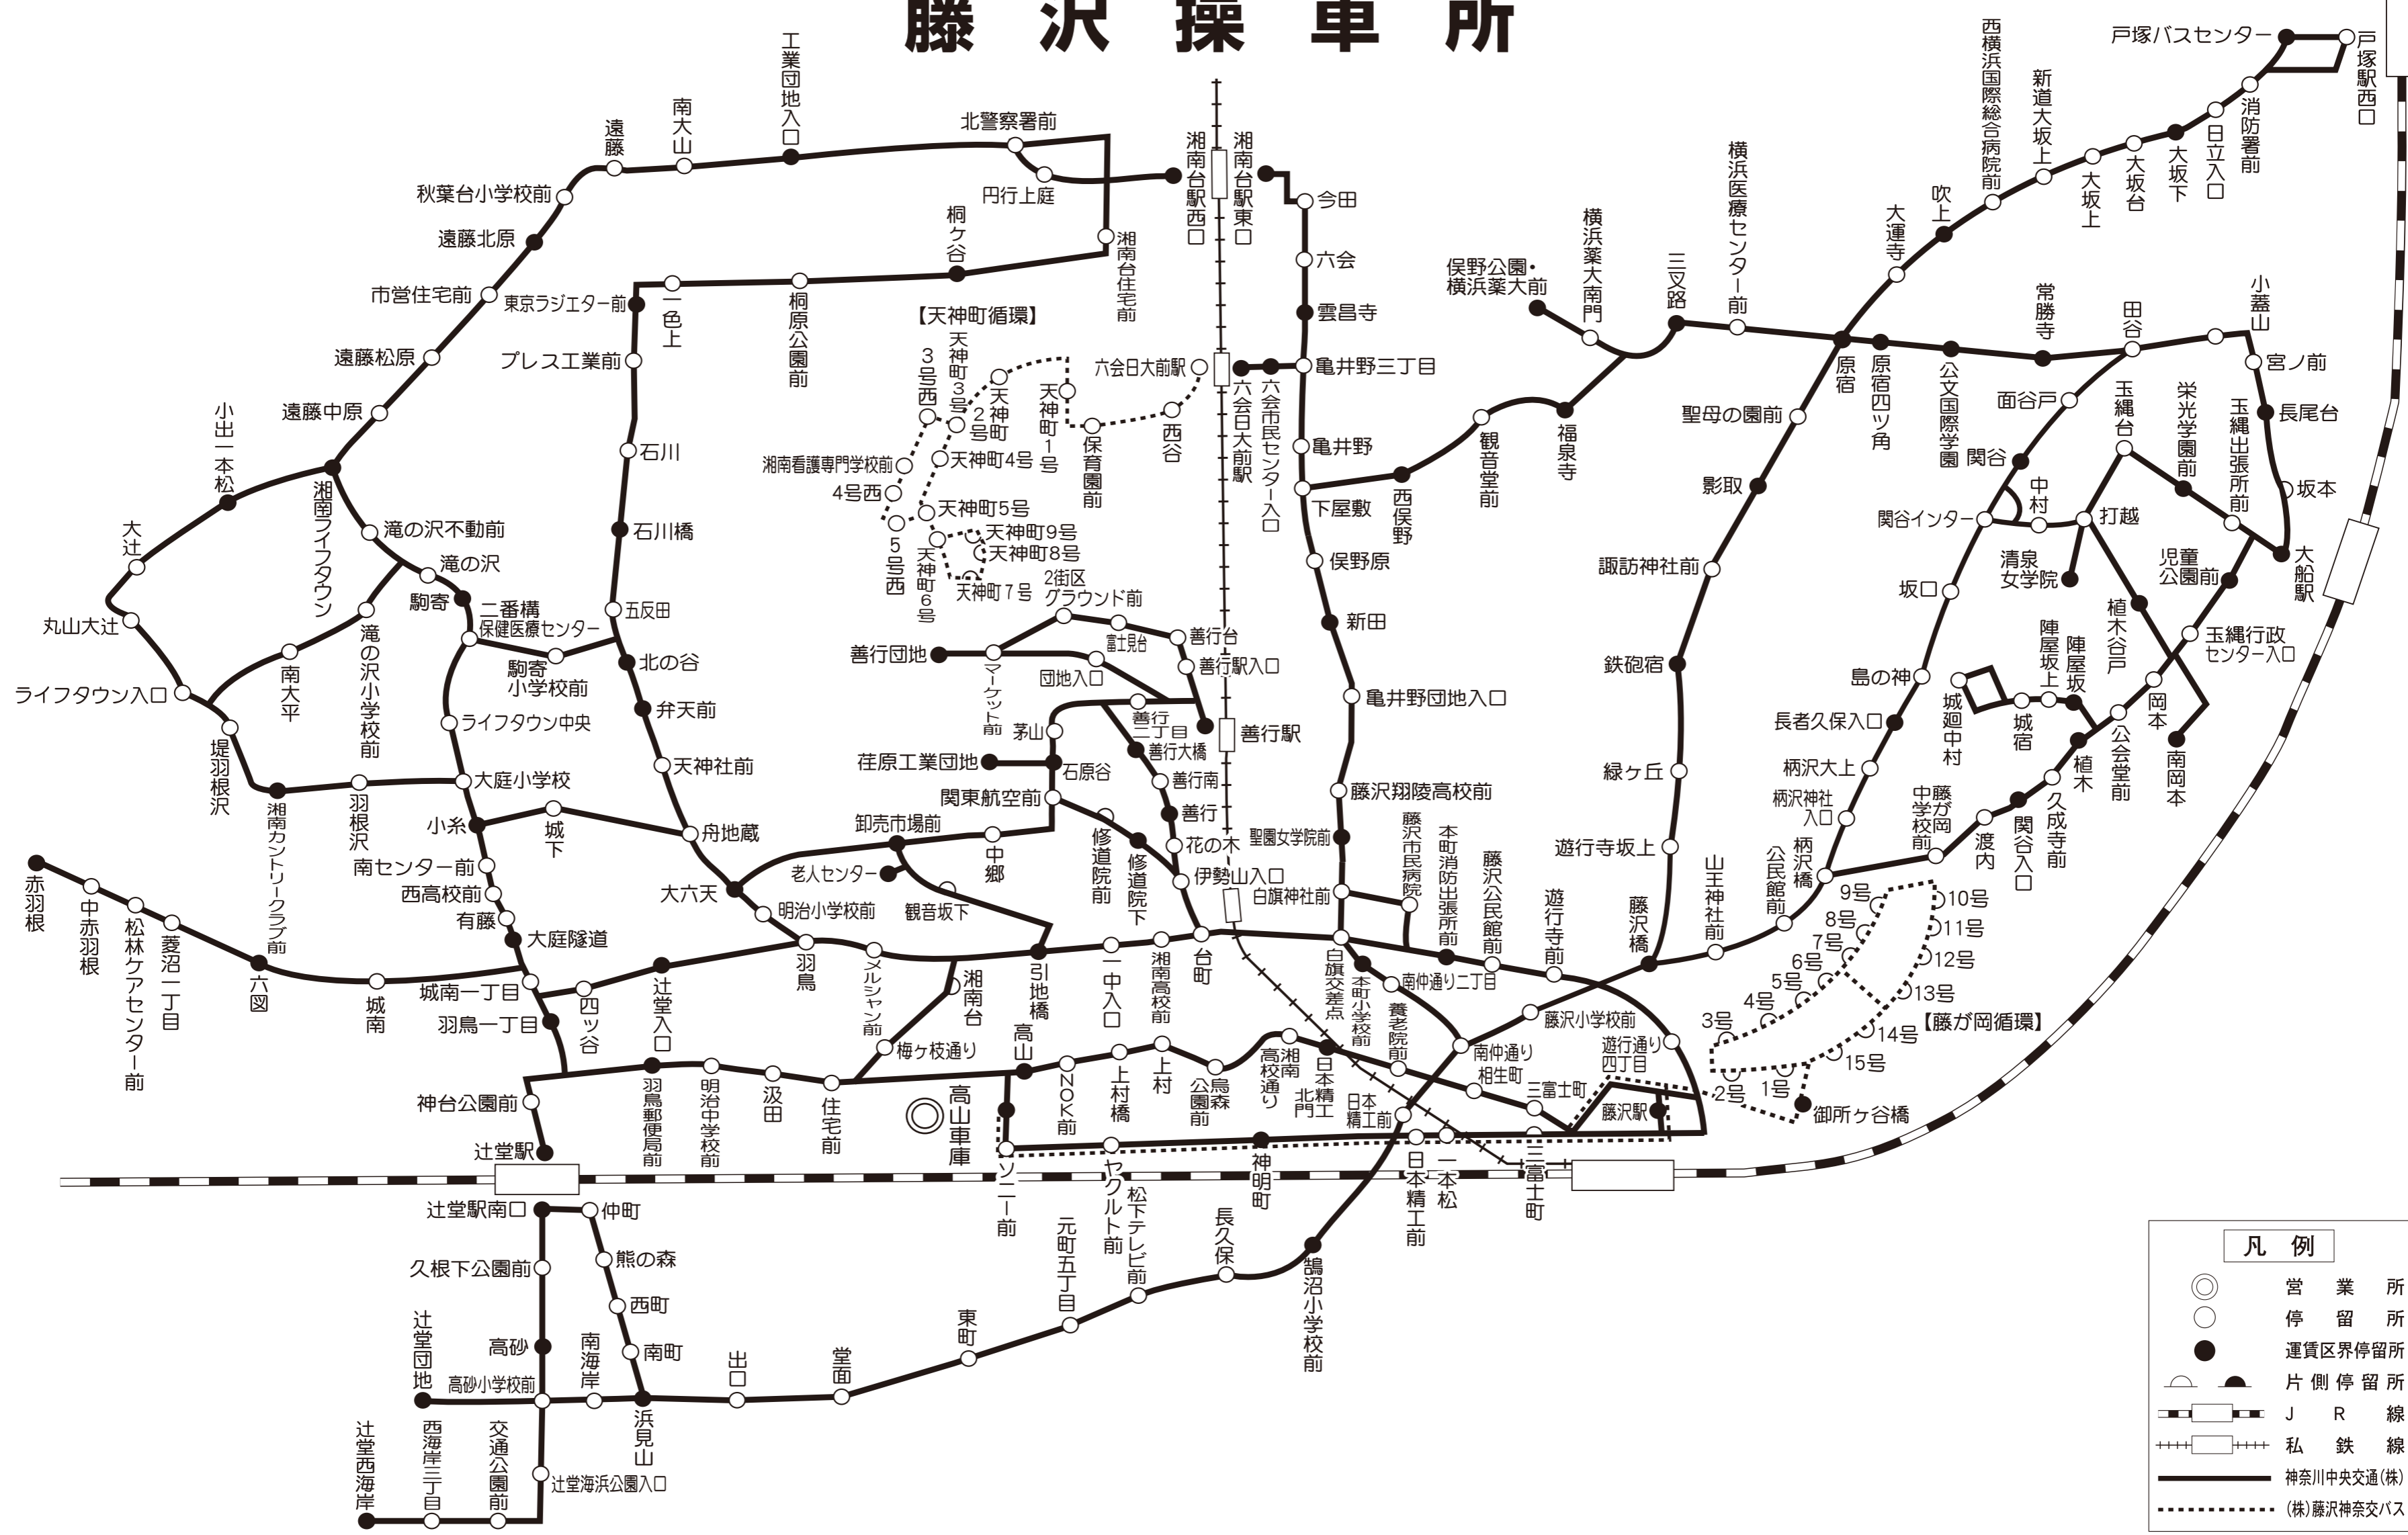 藤沢操車所
工業団地入口
南大山
遠藤
秋葉台小学校前
遠藤北原
市営住宅前
遠藤松原
遠藤中原
小出一本松
大辻
丸山大辻
ライフタウン入口
堤羽根沢
湘南カントリークラブ前
羽根沢
大庭小学校
湘南ライフタウン
滝の沢不動前
滝の沢
駒寄
二番構
保健医療センター
駒寄
小学校前
南大平
滝の沢小学校前
ライフタウン中央
小糸
城下
南センター前
西高校前
有藤
大庭隧道
城南一丁目
羽鳥一丁目
赤羽根
中赤羽根
松林ケアセンター前
菱沼一丁目
六図
城南
四ッ谷
辻堂入口
羽鳥
神台公園前
辻堂駅
羽鳥郵便局前
明治中学校前
汲田
住宅前
北警察署前
円行上庭
湘南台駅西口
湘南台駅東口
湘南台住宅前
桐ヶ谷
桐原公園前
一色上
東京ラジエター前
プレス工業前
石川
石川橋
五反田
北の谷
弁天前
天神社前
舟地蔵
大六天
明治小学校前
【天神町循環】
3号西
天神町3号
天神町2号
天神町1号
保育園前
西谷
六会日大前駅
湘南看護専門学校前
4号西
5号西
天神町4号
天神町5号
天神町6号
天神町9号
天神町8号
天神町7号
2街区
グラウンド前
富士見台
善行台
善行駅入口
善行団地
マーケット前
団地入口
善行二丁目
善行駅
善行大橋
善行南
善行
花の木
伊勢山入口
茅山
荏原工業団地
石原谷
関東航空前
修道院前
修道院下
卸売市場前
中郷
老人センター
観音坂下
メルシャン前
湘南台
梅ヶ枝通り
引地橋
一中入口
湘南高校前
台町
今田
六会
雲昌寺
亀井野三丁目
六会日大前駅
六会市民センター入口
亀井野
下屋敷
西俣野
観音堂前
福泉寺
俣野公園・
横浜薬大前
横浜薬大南門
三叉路
横浜医療センター前
俣野原
新田
亀井野団地入口
藤沢翔陵高校前
聖園女学院前
白旗神社前
藤沢市民病院
白旗交差点
本町消防出張所前
藤沢公民館前
遊行寺前
本町小学校前
南仲通り二丁目
養老院前
南仲通り
相生町
藤沢小学校前
遊行通り
四丁目
三富士町
藤沢駅
日本
精工前
日本精工北門
湘南高校通り
烏森公園前
上村
上村橋
NOK前
高山
高山車庫
ソニー前
ヤクルト前
神明町
日本精工前
一本松
三富士町
戸塚バスセンター
戸塚駅西口
消防署前
日立入口
大坂下
大坂台
大坂上
新道大坂上
西横浜国際総合病院前
吹上
大運寺
原宿
原宿四ツ角
公文国際学園
常勝寺
田谷
小蓋山
宮ノ前
長尾台
坂本
大船駅
面谷戸
関谷
関谷インター
中村
打越
玉縄台
栄光学園前
玉縄出張所前
清泉
女学院
児童
公園前
植木谷戸
玉縄行政
センター入口
岡本
南岡本
公会堂前
植木
陣屋坂
陣屋坂上
城宿
城廻中村
久成寺前
関谷入口
渡内
藤が岡中学校前
坂口
島の神
長者久保入口
柄沢大上
柄沢神社
入口
柄沢橋
公民館前
山王神社前
藤沢橋
聖母の園前
影取
諏訪神社前
鉄砲宿
緑ヶ丘
遊行寺坂上
9号
8号
7号
6号
5号
4号
3号
2号
1号
10号
11号
12号
13号
14号
15号
【藤が岡循環】
御所ヶ谷橋
辻堂駅南口
仲町
熊の森
西町
南町
久根下公園前
高砂
辻堂団地
高砂小学校前
南海岸
浜見山
辻堂西海岸
西海岸三丁目
交通公園前
辻堂海浜公園入口
出口
堂面
東町
元町五丁目
松下テレビ前
長久保
鵠沼小学校前
凡例
営業所
停留所
運賃区界停留所
片側停留所
JR線
私鉄線
神奈川中央交通(株)
(株)藤沢神奈交バス